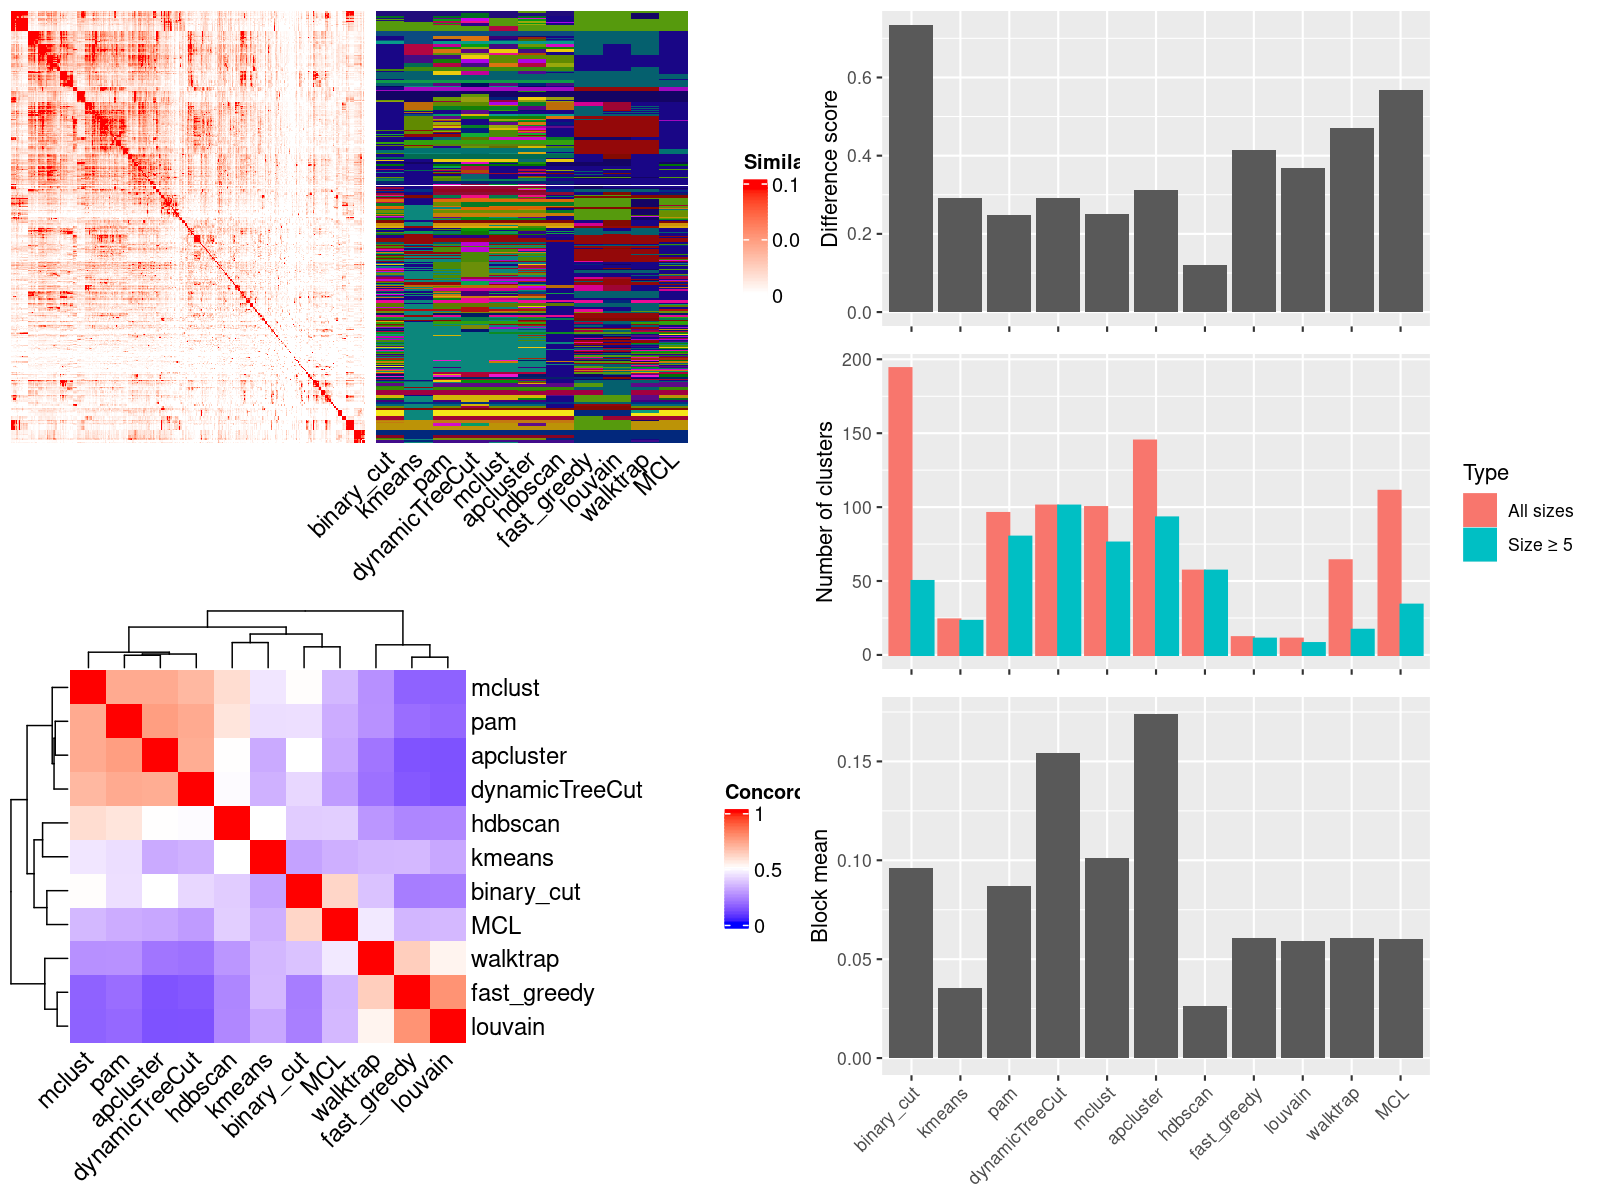 Simila
0.1
0.0
0
binary_cut
kmeans
pam
dynamicTreeCut
mclust
apcluster
hdbscan
fast_greedy
louvain
walktrap
MCL
mclust
pam
apcluster
dynamicTreeCut
hdbscan
kmeans
binary_cut
MCL
walktrap
fast_greedy
louvain
mclust
pam
apcluster
dynamicTreeCut
hdbscan
kmeans
binary_cut
MCL
walktrap
fast_greedy
louvain
Concord
1
0.5
0
Difference score
0.6
0.4
0.2
0.0
Number of clusters
200
150
100
50
0
Type
All sizes
Size ≥ 5
Block mean
0.15
0.10
0.05
0.00
binary_cut
kmeans
pam
dynamicTreeCut
mclust
apcluster
hdbscan
fast_greedy
louvain
walktrap
MCL